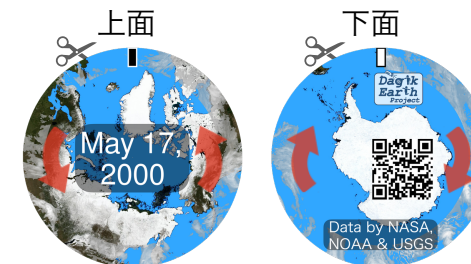 上面
下面
May 17,
2000
Dagik
Earth
Project
Data by NASA,
NOAA & USGS